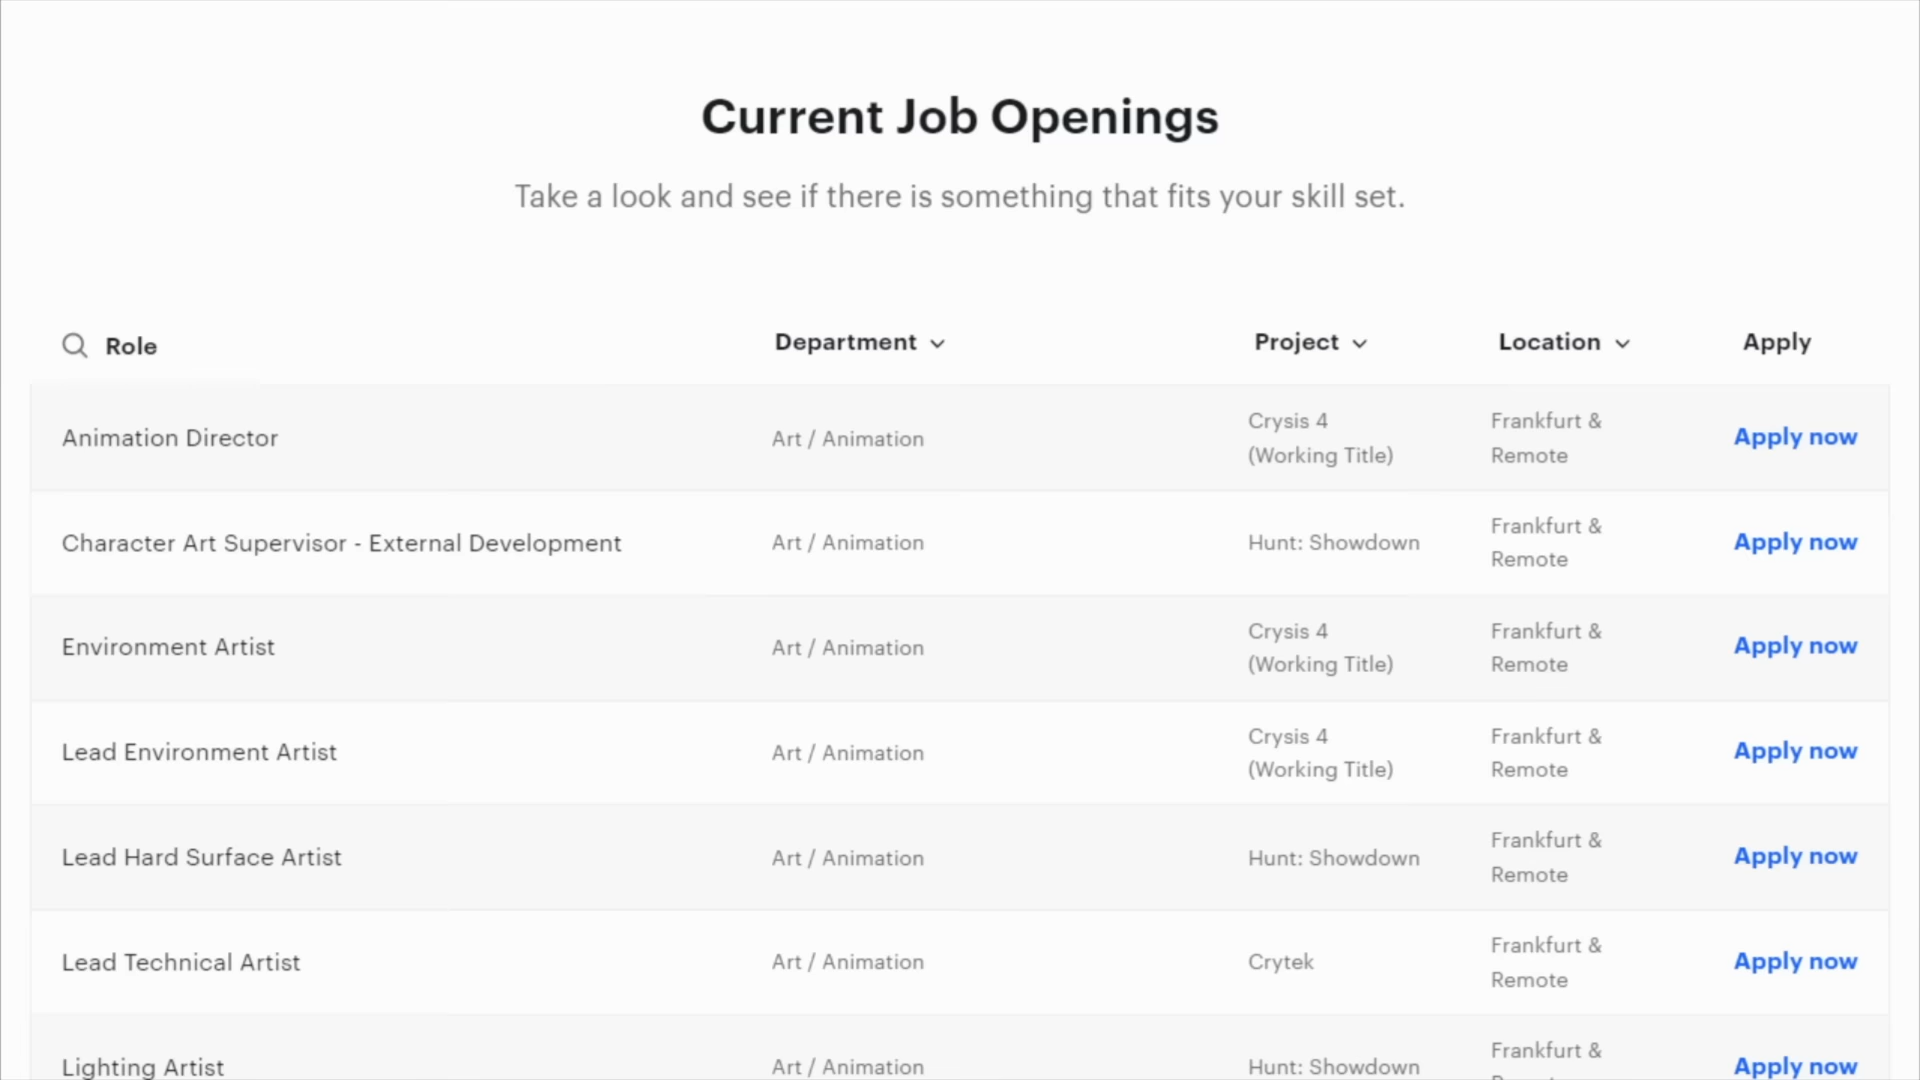 Current Job Openings
Take a look and see if there is something that fits your skill set.
Role Department Project Location Apply
Animation Director Art / Animation Crysis 4 (Working Title) Frankfurt & Remote Apply now
Character Art Supervisor - External Development Art / Animation Hunt: Showdown Frankfurt & Remote Apply now
Environment Artist Art / Animation Crysis 4 (Working Title) Frankfurt & Remote Apply now
Lead Environment Artist Art / Animation Crysis 4 (Working Title) Frankfurt & Remote Apply now
Lead Hard Surface Artist Art / Animation Hunt: Showdown Frankfurt & Remote Apply now
Lead Technical Artist Art / Animation Crytek Frankfurt & Remote Apply now
Lighting Artist Art / Animation Hunt: Showdown Frankfurt & Apply now